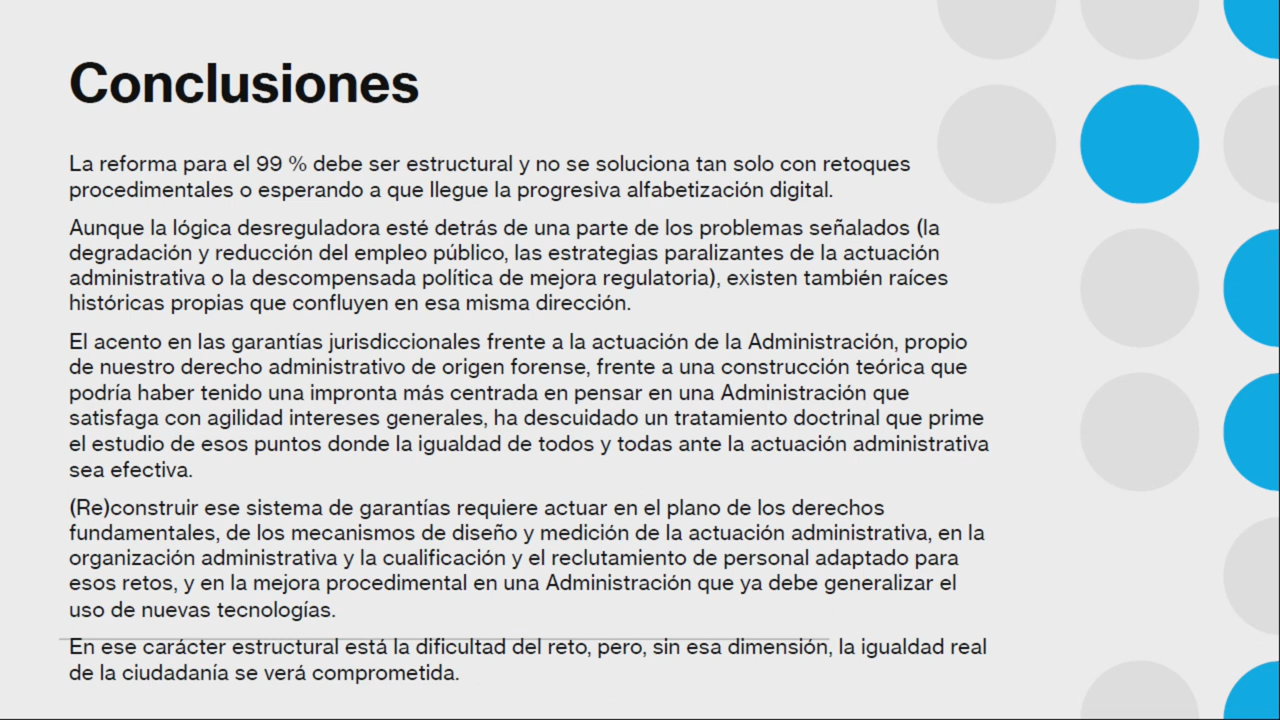 Conclusiones
La reforma para el 99 % debe ser estructural y no se soluciona tan solo con retoques
procedimentales o esperando a que llegue la progresiva alfabetización digital.
Aunque la lógica desreguladora esté detrás de una parte de los problemas señalados (la
degradación y reducción del empleo público, las estrategias paralizantes de la actuación
administrativa o la descompensada política de mejora regulatoria), existen también raíces
históricas propias que confluyen en esa misma dirección.
El acento en las garantías jurisdiccionales frente a la actuación de la Administración, propio
de nuestro derecho administrativo de origen forense, frente a una construcción teórica que
podría haber tenido una impronta más centrada en pensar en una Administración que
satisfaga con agilidad intereses generales, ha descuidado un tratamiento doctrinal que prime
el estudio de esos puntos donde la igualdad de todos y todas ante la actuación administrativa
sea efectiva.
(Re)construir ese sistema de garantías requiere actuar en el plano de los derechos
fundamentales, de los mecanismos de diseño y medición de la actuación administrativa, en la
organización administrativa y la cualificación y el reclutamiento de personal adaptado para
esos retos, y en la mejora procedimental en una Administración que ya debe generalizar el
uso de nuevas tecnologías.
En ese carácter estructural está la dificultad del reto, pero, sin esa dimensión, la igualdad real
de la ciudadanía se verá comprometida.